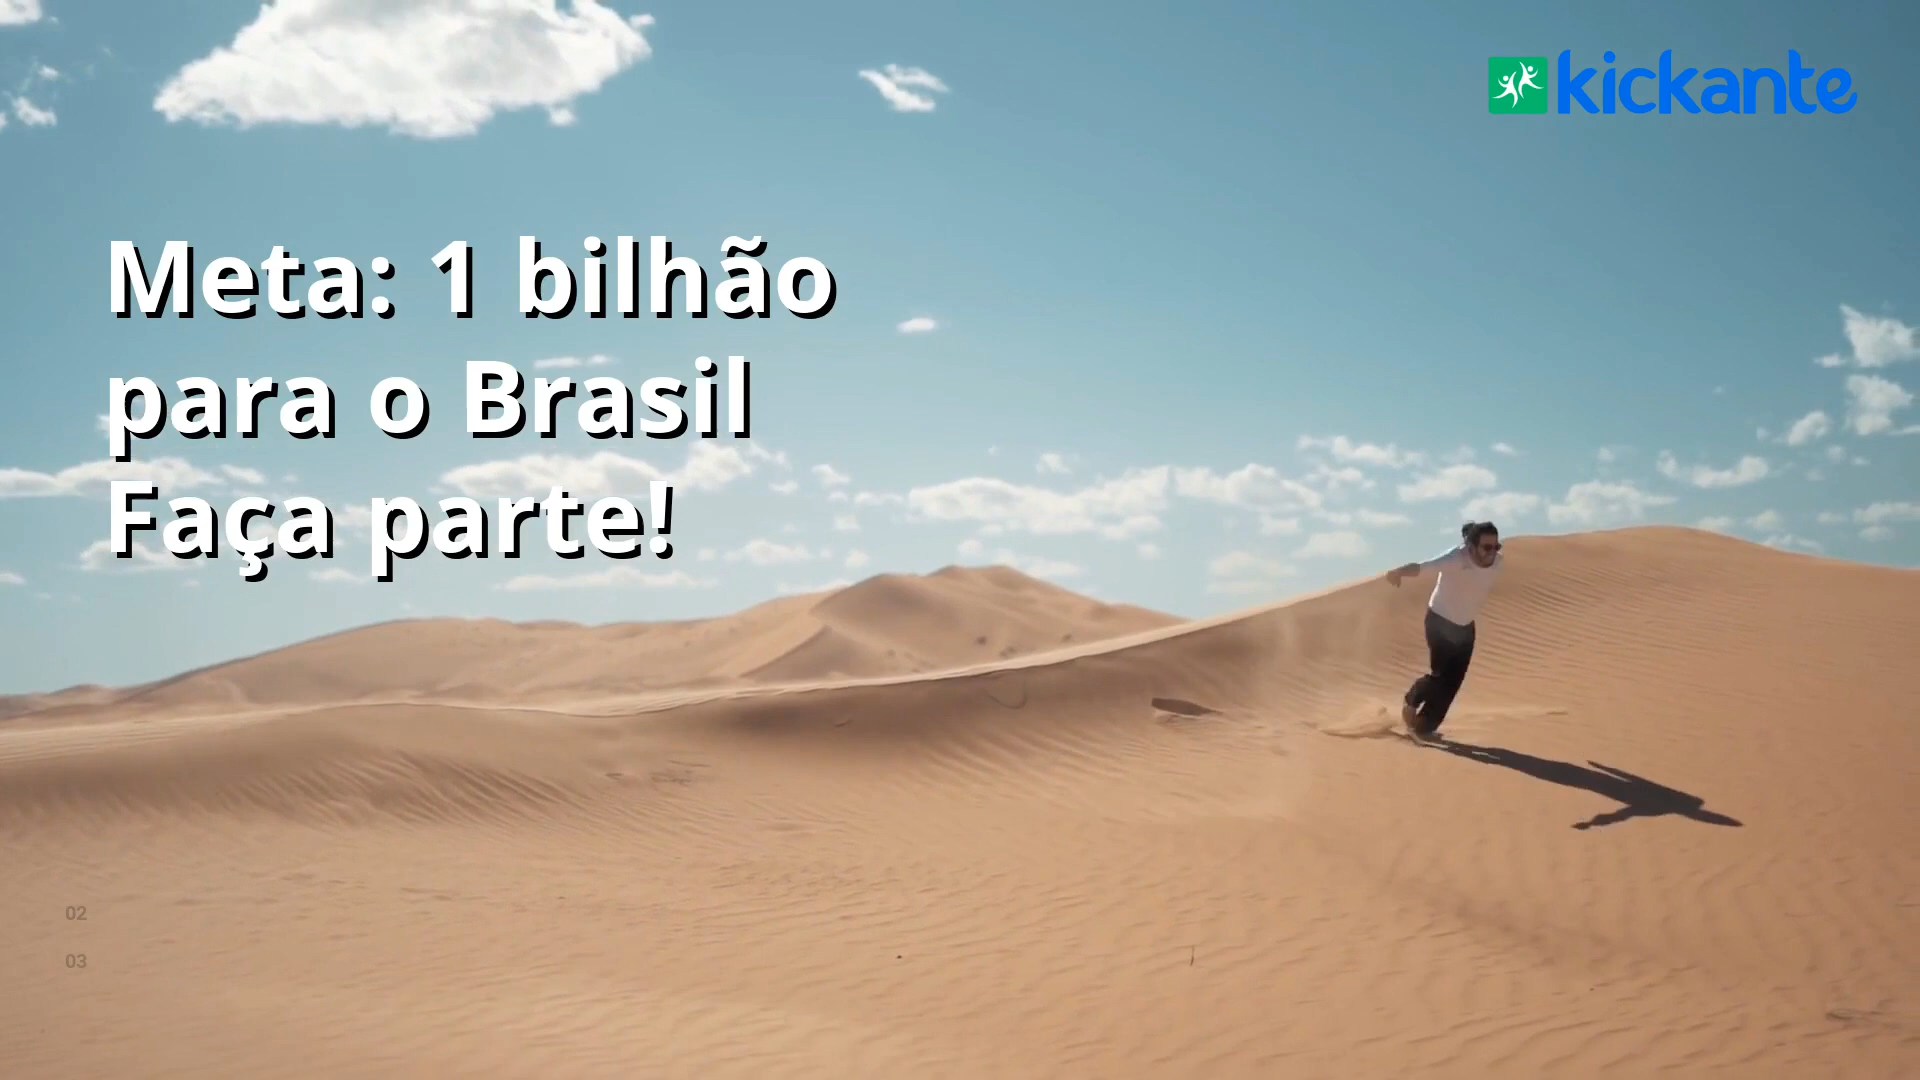 kickante
Meta: 1 bilhão
para o Brasil
Faça parte!
02
03